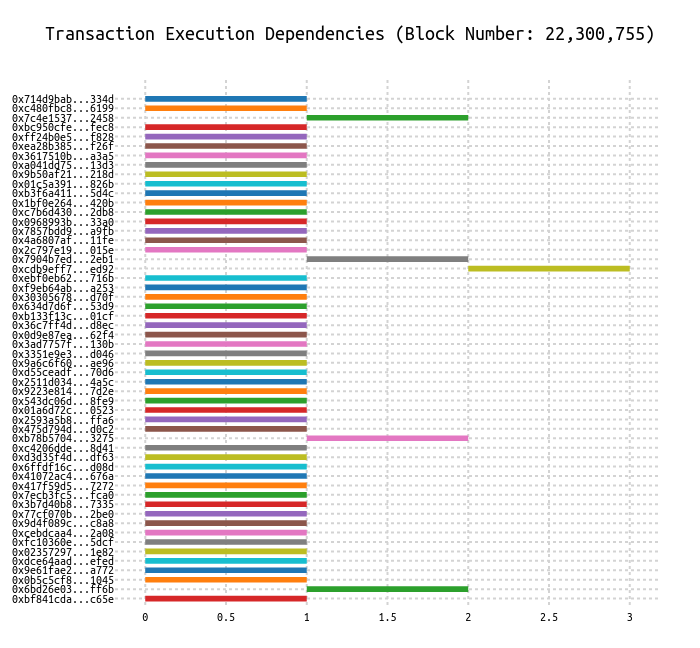 Transaction Execution Dependencies (Block Number: 22,300,755)
0x714d9bab...334d
0xc480fbc8...6199
0x7c4e1537...2458
0xbc950cfe...fec8
0xff24b0e5...f828
0xea28b385...f26f
0x3617510b...a3a5
0xa041dd75...13d3
0x9b50af21...218d
0x01c5a391...826b
0xb3f6a411...5d4c
0x1bf0e264...420b
0xc7b6d430...2db8
0x0968993b...33a0
0x7857bdd9...a9fb
0x4a6807af...11fe
0x2c797e19...015e
0x7904b7ed...2eb1
0xcdb9eff7...ed92
0xebf0eb62...716b
0xf9eb64ab...a253
0x30305678...d70f
0x634d7d6f...53d9
0xb133f13c...01cf
0x36c7ff4d...d8ec
0x0d9e87ea...62f4
0x3ad7757f...130b
0x3351e9e3...d046
0x9a6c6f60...ae96
0xd55ceadf...70d6
0x2511d034...4a5c
0x9223e814...7d2e
0x543dc06d...8fe9
0x01a6d72c...0523
0x2593a5b8...ffa6
0x475d794d...d0c2
0xb78b5704...3275
0xc4206dde...8d41
0xd3d35f4d...df63
0x6ffdf16c...d08d
0x41072ac4...676a
0x417f59d5...7272
0x7ecb3fc5...fca0
0x3b7d40b8...7335
0x77cf070b...2be0
0x9d4f089c...c8a8
0xcebdcaa4...2a08
0xfc10360e...5dcf
0x02357297...1e82
0xdce64aad...efed
0x9e61fae2...a772
0x0b5c5cf8...1045
0x6bd26e03...ff6b
0xbf841cda...c65e
0 0.5 1 1.5 2 2.5 3